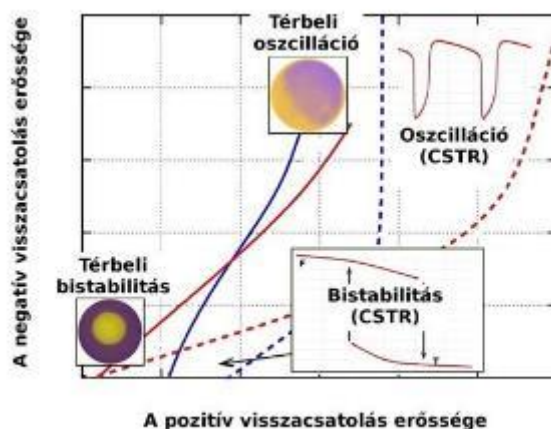 Térbeli
oszcilláció
Oszcilláció
(CSTR)
Térbeli
bistabilitás
Bistabilitás
(CSTR)
A negatív visszacsatolás erőssége
A pozitív visszacsatolás erőssége